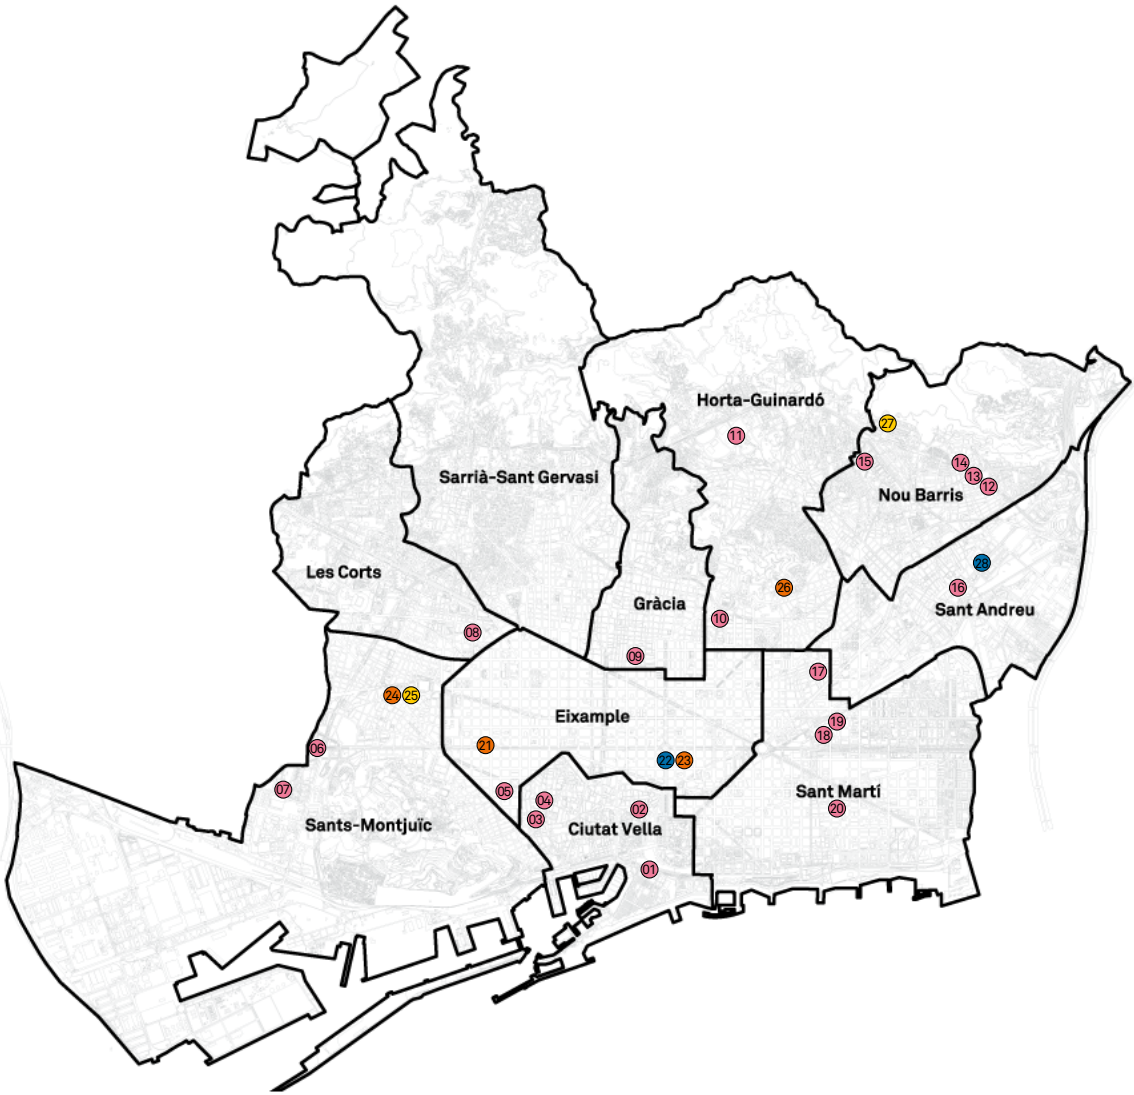 Horta-Guinardó
27
11
15
14
13
12
Sarrià-Sant Gervasi
Nou Barris
28
Les Corts
26
16
Gràcia
Sant Andreu
10
08
09
17
24 25
Eixample
19
18
21
06
22 23
07
05
Sant Martí
04
02
20
03
Sants-Montjuïc
Ciutat Vella
01